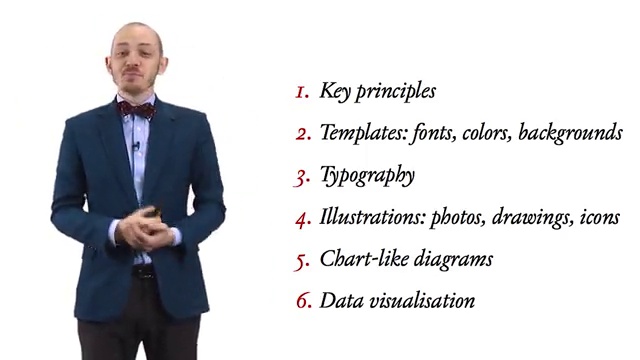 1. Key principles
2. Templates: fonts, colors, backgrounds
3. Typography
4. Illustrations: photos, drawings, icons
5. Chart-like diagrams
6. Data visualisation